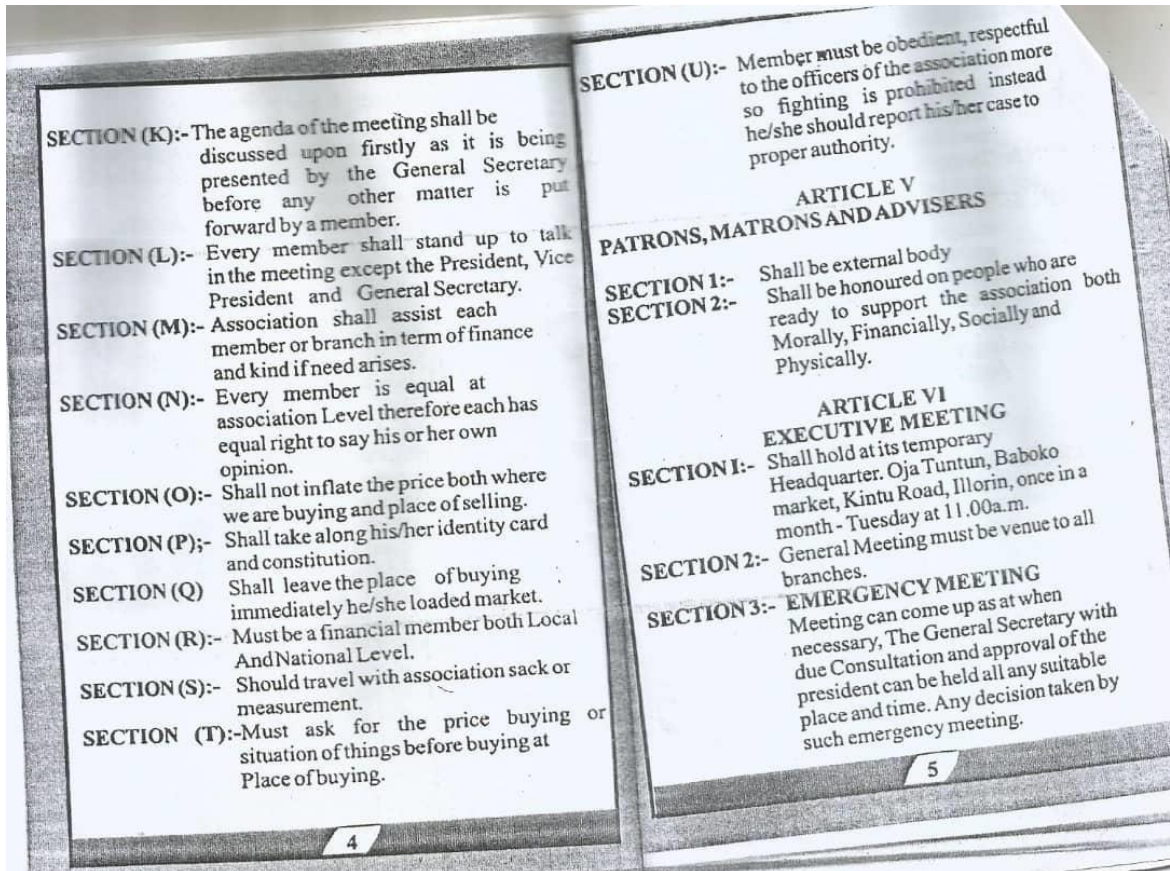 SECTION (K):- The agenda of the meeting shall be
discussed upon firstly as it is being
presented by the General Secretary
before any other matter is put
forward by a member.
SECTION (L):- Every member shall stand up to talk
in the meeting except the President, Vice
President and General Secretary.
SECTION (M):- Association shall assist each
member or branch in term of finance
and kind if need arises.
SECTION (N):- Every member is equal at
association Level therefore each has
equal right to say his or her own
opinion.
SECTION (O):- Shall not inflate the price both where
we are buying and place of selling.
SECTION (P);- Shall take along his/her identity card
and constitution.
SECTION (Q) Shall leave the place of buying
immediately he/she loaded market.
SECTION (R):- Must be a financial member both Local
And National Level.
SECTION (S):- Should travel with association sack or
measurement.
SECTION (T):- Must ask for the price buying or
situation of things before buying at
Place of buying.
4
SECTION (U):- Member must be obedient, respectful
to the officers of the association more
so fighting is prohibited instead
he/she should report his/her case to
proper authority.
ARTICLE V
PATRONS, MATRONS AND ADVISERS
SECTION 1:- Shall be external body
SECTION 2:- Shall be honoured on people who are
ready to support the association both
Morally, Financially, Socially and
Physically.
ARTICLE VI
EXECUTIVE MEETING
SECTION I:- Shall hold at its temporary
Headquarter. Oja Tuntun, Baboko
market, Kintu Road, Illorin, once in a
month - Tuesday at 11.00a.m.
SECTION 2:- General Meeting must be venue to all
branches.
SECTION 3:- EMERGENCY MEETING
Meeting can come up as at when
necessary, The General Secretary with
due Consultation and approval of the
president can be held all any suitable
place and time. Any decision taken by
such emergency meeting.
5